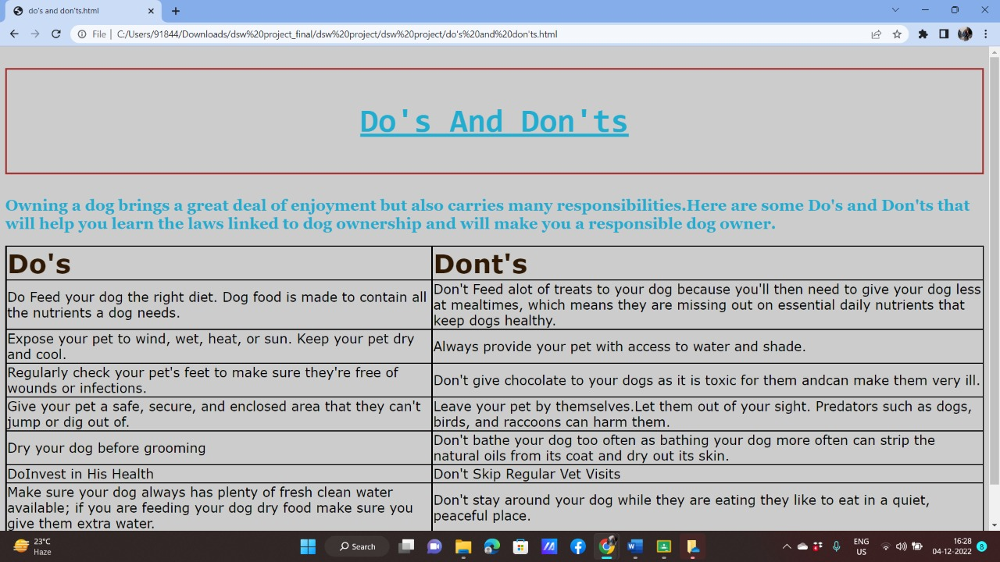 do's and don'ts.html
File | C:/Users/91844/Downloads/dsw%20project_final/dsw%20project/dsw%20project/do's%20and%20don'ts.html
Do's And Don'ts
Owning a dog brings a great deal of enjoyment but also carries many responsibilities.Here are some Do's and Don'ts that
will help you learn the laws linked to dog ownership and will make you a responsible dog owner.
Do's
Dont's
Do Feed your dog the right diet. Dog food is made to contain all
the nutrients a dog needs.
Don't Feed alot of treats to your dog because you'll then need to give your dog less
at mealtimes, which means they are missing out on essential daily nutrients that
keep dogs healthy.
Expose your pet to wind, wet, heat, or sun. Keep your pet dry
and cool.
Always provide your pet with access to water and shade.
Regularly check your pet's feet to make sure they're free of
wounds or infections.
Don't give chocolate to your dogs as it is toxic for them andcan make them very ill.
Give your pet a safe, secure, and enclosed area that they can't
jump or dig out of.
Leave your pet by themselves.Let them out of your sight. Predators such as dogs,
birds, and raccoons can harm them.
Dry your dog before grooming
Don't bathe your dog too often as bathing your dog more often can strip the
natural oils from its coat and dry out its skin.
DoInvest in His Health
Don't Skip Regular Vet Visits
Make sure your dog always has plenty of fresh clean water
available; if you are feeding your dog dry food make sure you
give them extra water.
Don't stay around your dog while they are eating they like to eat in a quiet,
peaceful place.
23°C
Haze
Search
ENG
US
16:28
04-12-2022
8